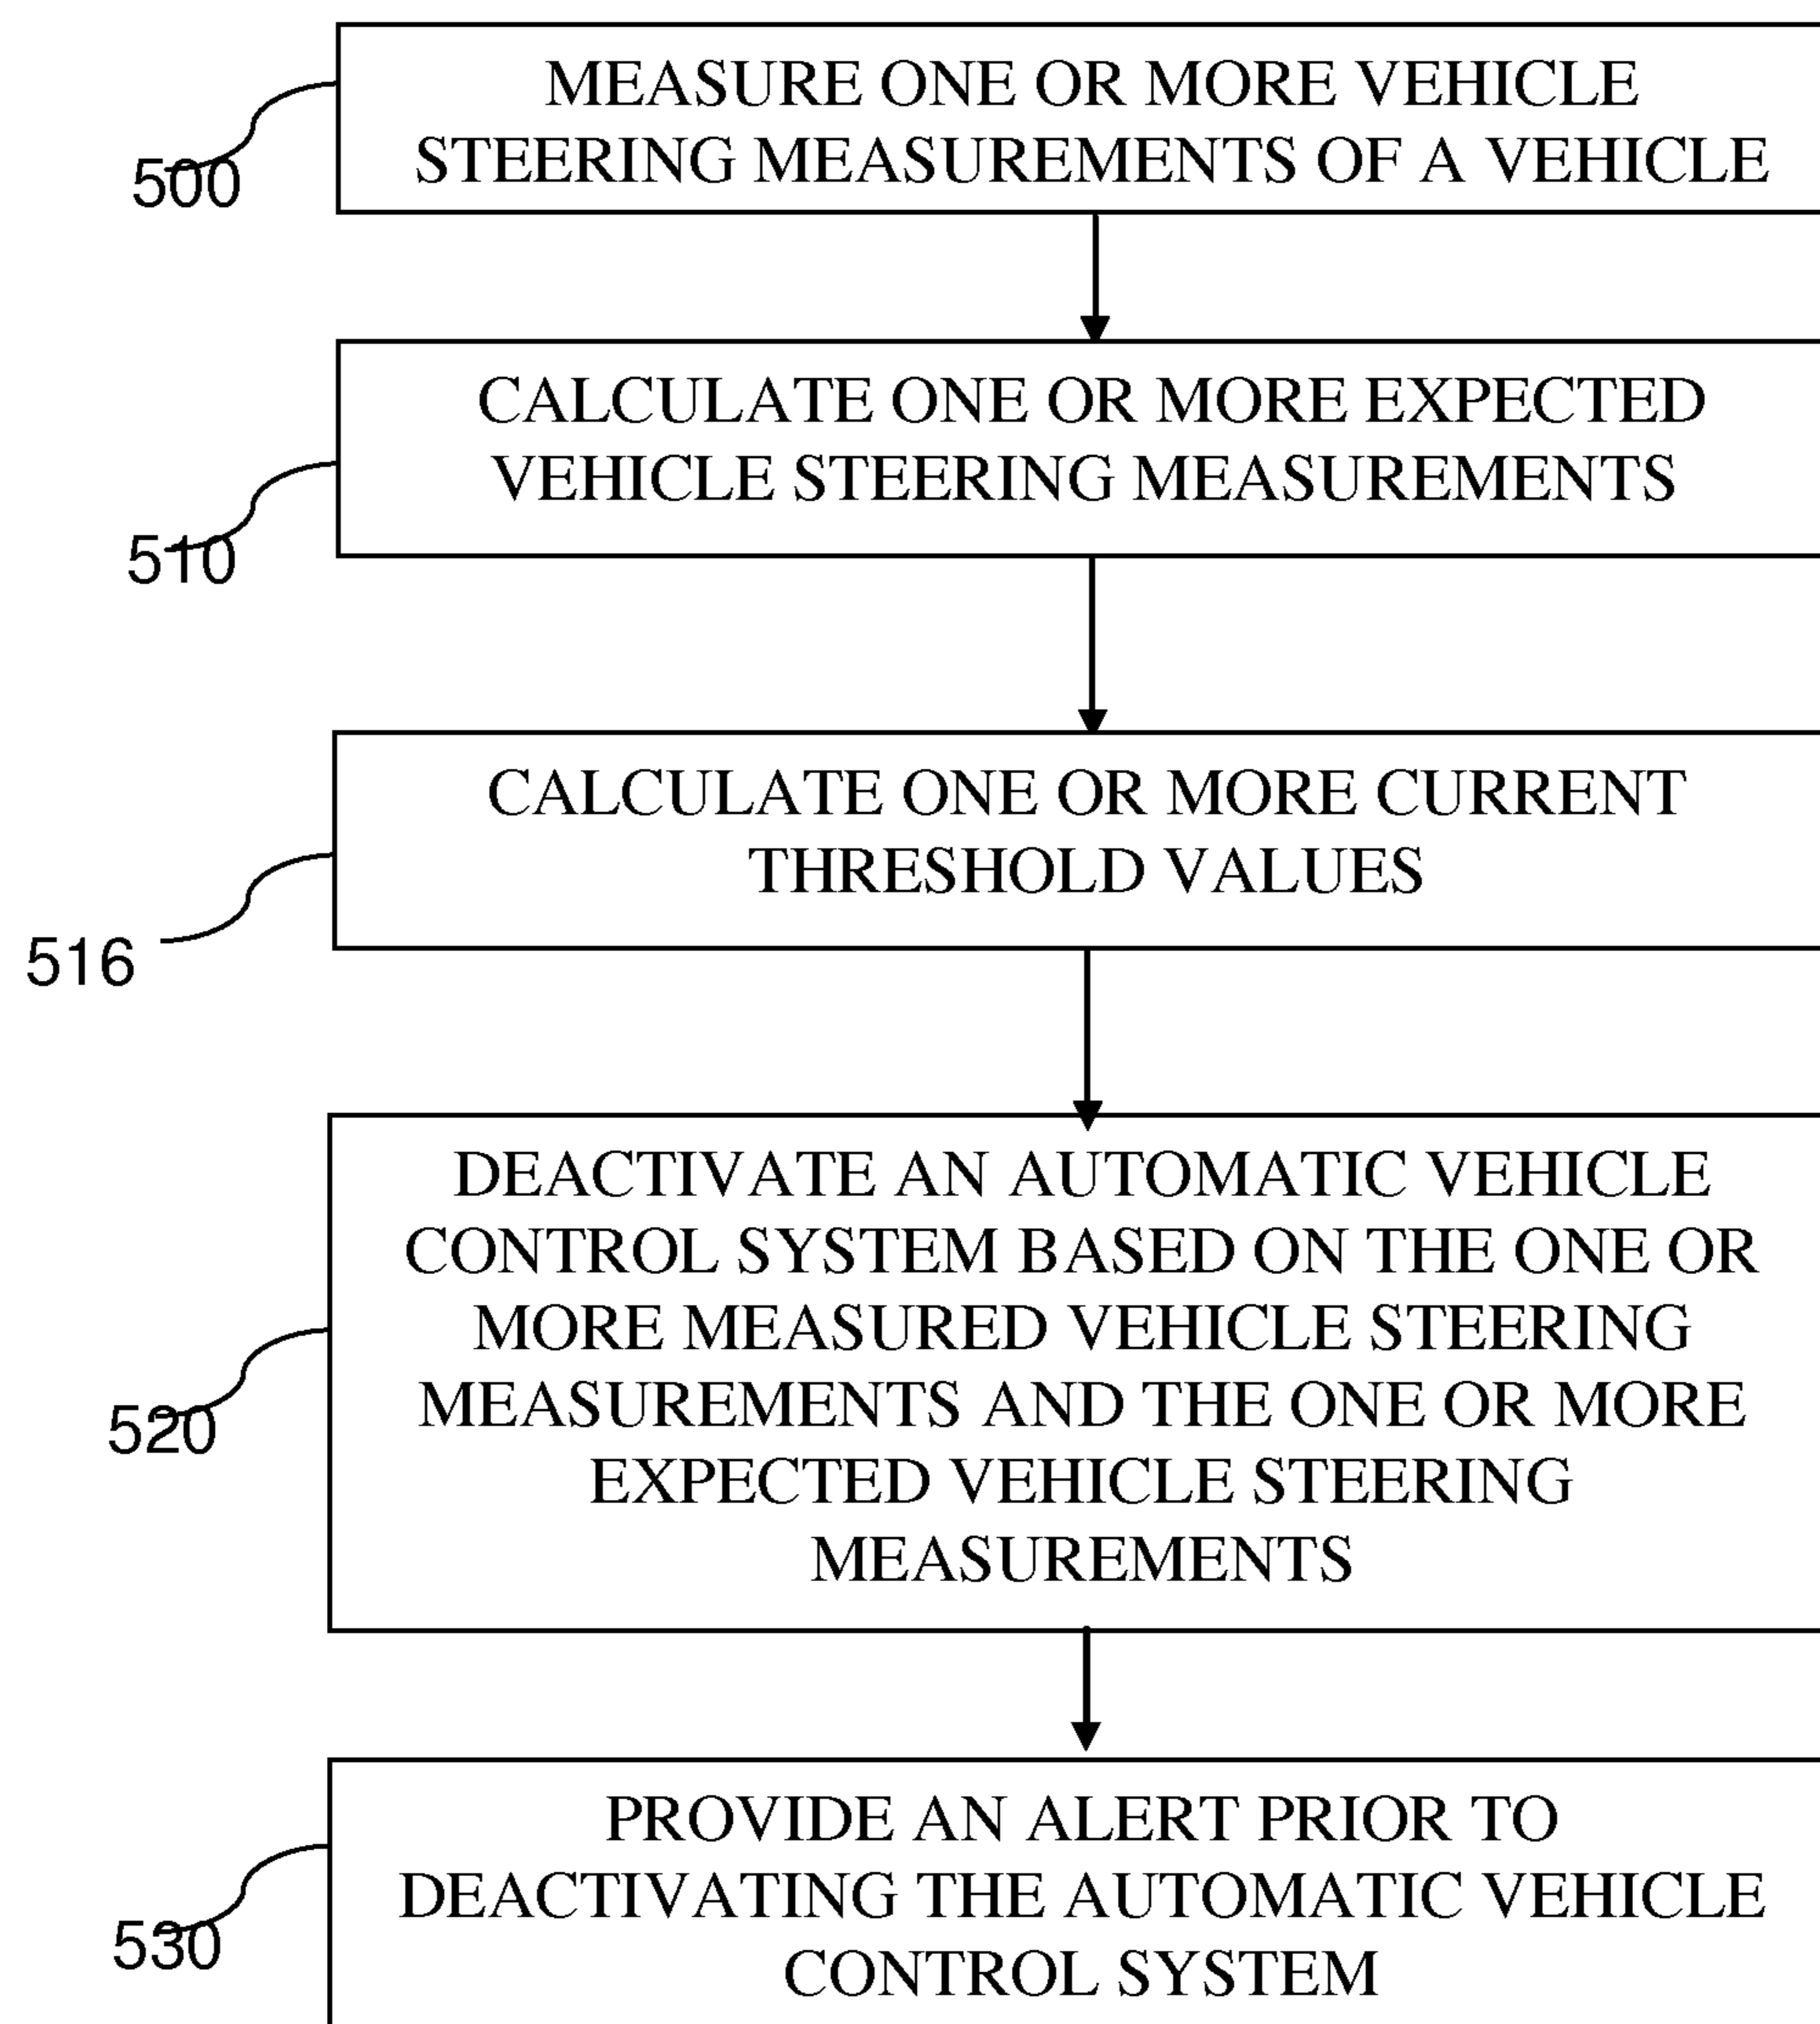 MEASURE ONE OR MORE VEHICLE
STEERING MEASUREMENTS OF A VEHICLE
500
CALCULATE ONE OR MORE EXPECTED
VEHICLE STEERING MEASUREMENTS
510
CALCULATE ONE OR MORE CURRENT
THRESHOLD VALUES
516
DEACTIVATE AN AUTOMATIC VEHICLE
CONTROL SYSTEM BASED ON THE ONE OR
MORE MEASURED VEHICLE STEERING
MEASUREMENTS AND THE ONE OR MORE
EXPECTED VEHICLE STEERING
MEASUREMENTS
520
PROVIDE AN ALERT PRIOR TO
DEACTIVATING THE AUTOMATIC VEHICLE
CONTROL SYSTEM
530